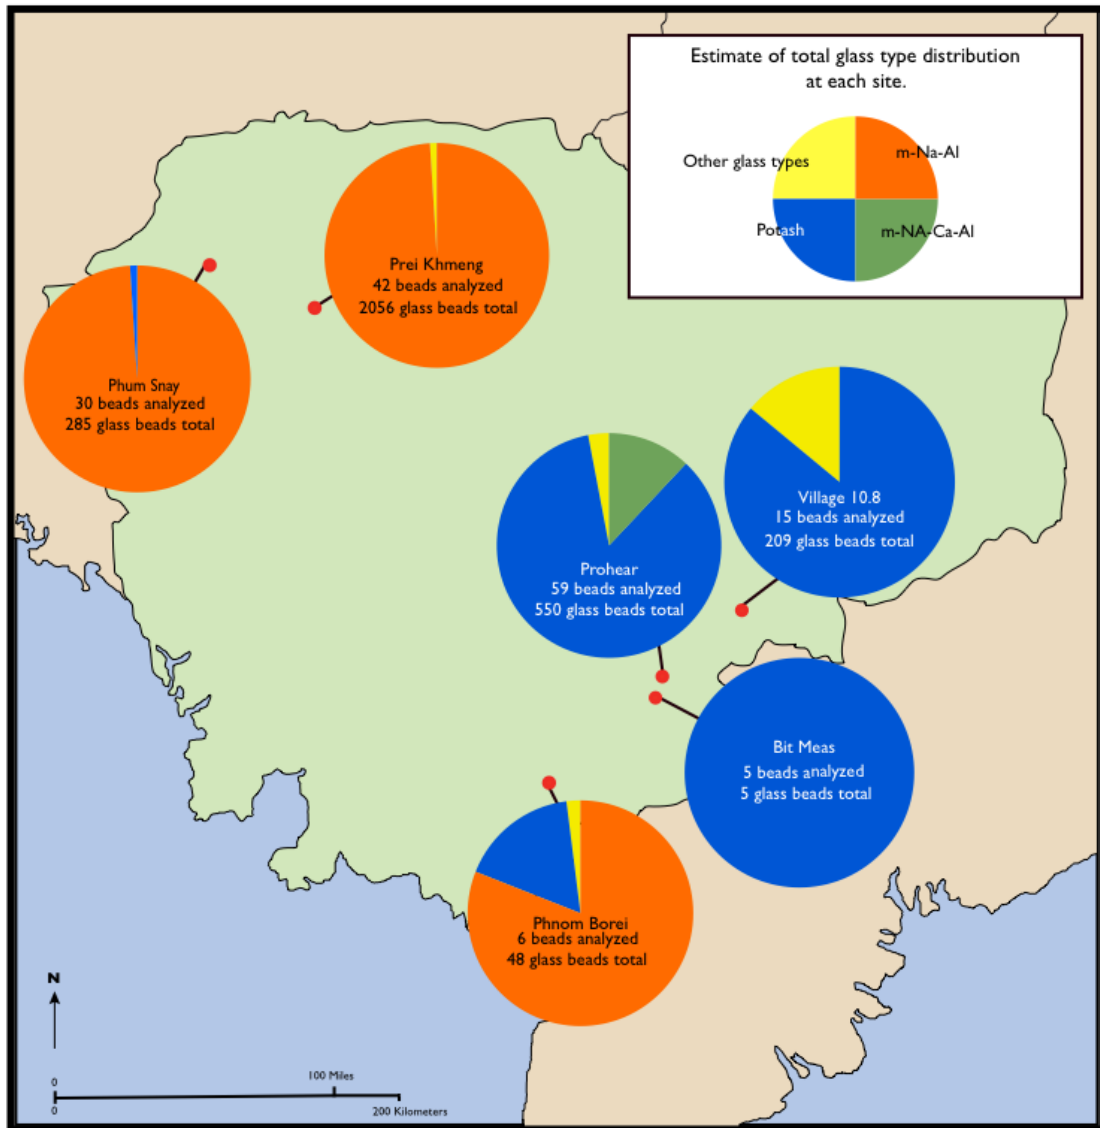 Estimate of total glass type distribution
at each site.
Other glass types
m-Na-Al
Potash
m-NA-Ca-Al
Prei Khmeng
42 beads analyzed
2056 glass beads total
Phum Snay
30 beads analyzed
285 glass beads total
Village 10.8
15 beads analyzed
209 glass beads total
Prohear
59 beads analyzed
550 glass beads total
Bit Meas
5 beads analyzed
5 glass beads total
Phnom Borei
6 beads analyzed
48 glass beads total
N
0
100 Miles
0
200 Kilometers